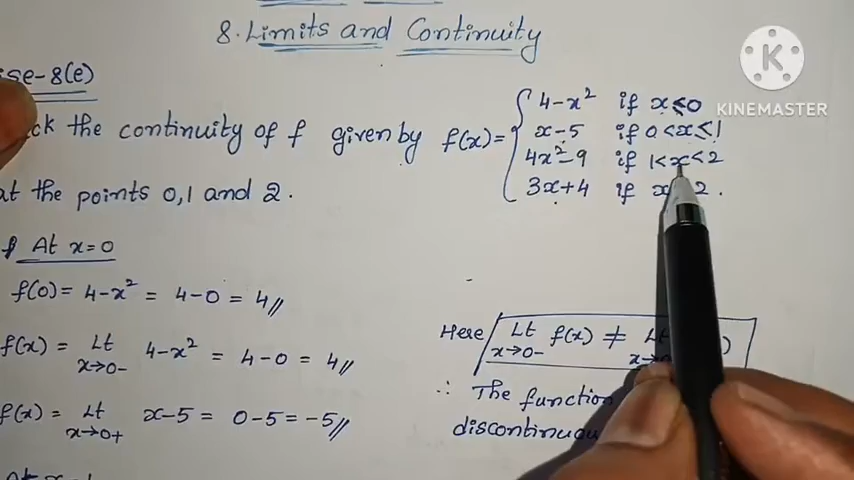 8. Limits and Continuity
ise-8(e)
ck the continuity of f given by f(x)= { 4-x² if x≤0
x-5 if 0<x≤1
4x²-9 if 1<x<2
3x+4 if x 2.
at the points 0,1 and 2.
At x=0
f(0)= 4-x² = 4-0 = 4//
f(x) = Lt x→0- 4-x² = 4-0 = 4//
f(x) = Lt x→0+ x-5 = 0-5 = -5//
Here Lt x→0- f(x) ≠ Lt
∴ The function
discontinuou
KINEMASTER